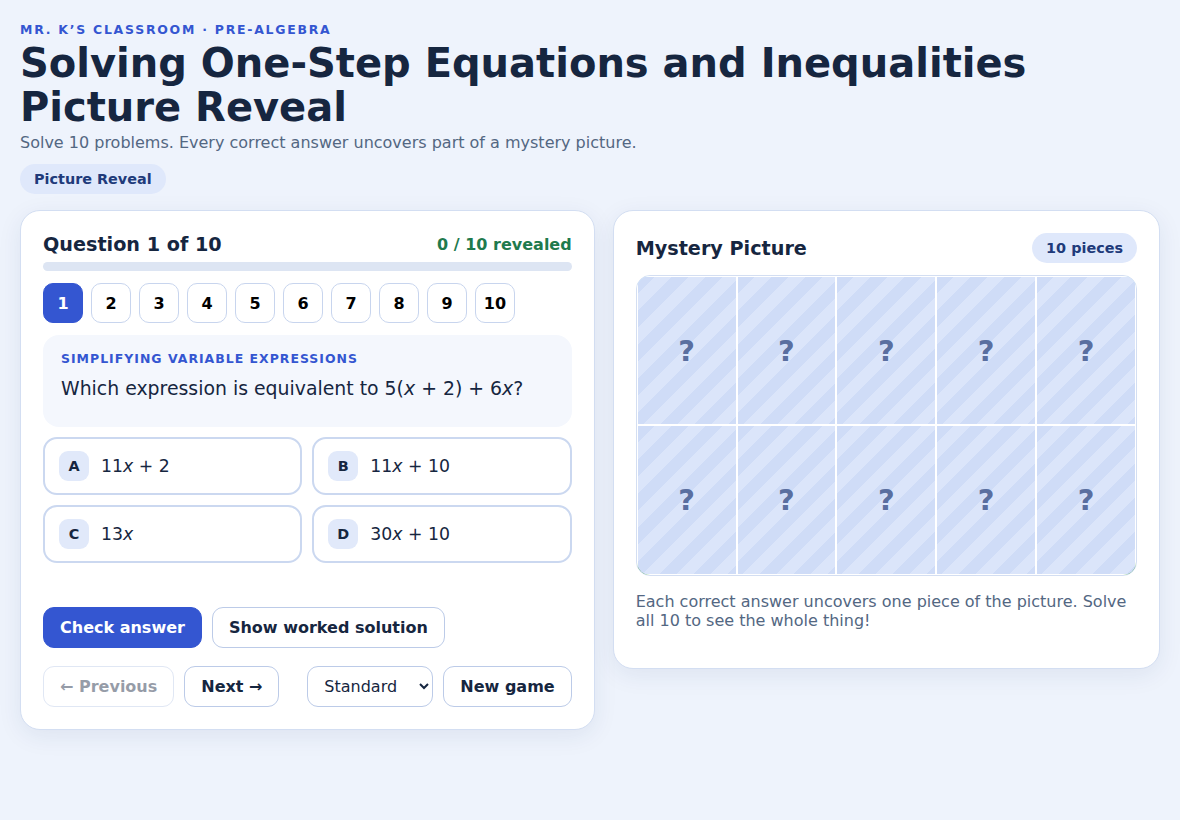 MR. K’S CLASSROOM · PRE-ALGEBRA
Solving One-Step Equations and Inequalities
Picture Reveal
Solve 10 problems. Every correct answer uncovers part of a mystery picture.
Picture Reveal
Question 1 of 10
0 / 10 revealed
1 2 3 4 5 6 7 8 9 10
SIMPLIFYING VARIABLE EXPRESSIONS
Which expression is equivalent to 5(x + 2) + 6x?
A 11x + 2
B 11x + 10
C 13x
D 30x + 10
Check answer
Show worked solution
← Previous
Next →
Standard
New game
Mystery Picture
10 pieces
? ? ? ? ?
? ? ? ? ?
Each correct answer uncovers one piece of the picture. Solve
all 10 to see the whole thing!